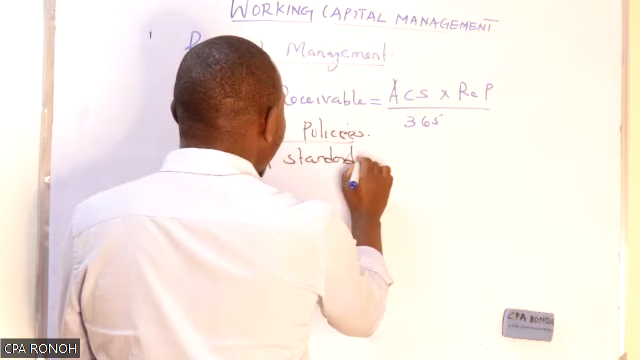 WORKING CAPITAL MANAGEMENT
Management.
Receivable = ACS x ReP
365
Policies.
standard
CPA RONOH
CPA RONOH